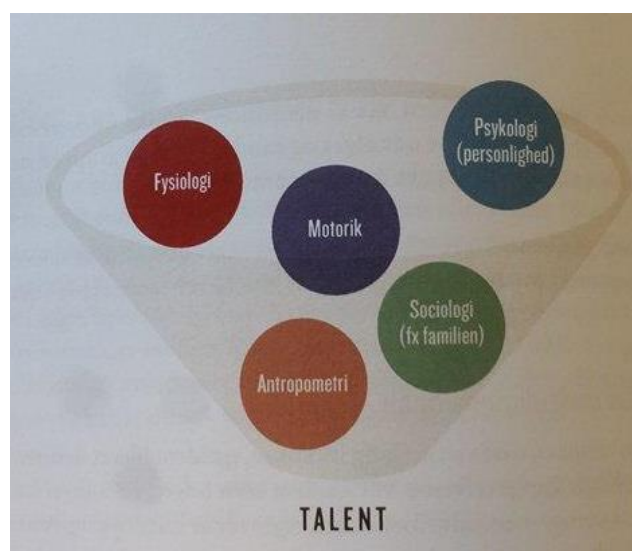 Psykologi
(personlighed)
Fysiologi
Motorik
Sociologi
(fx familien)
Antropometri
TALENT